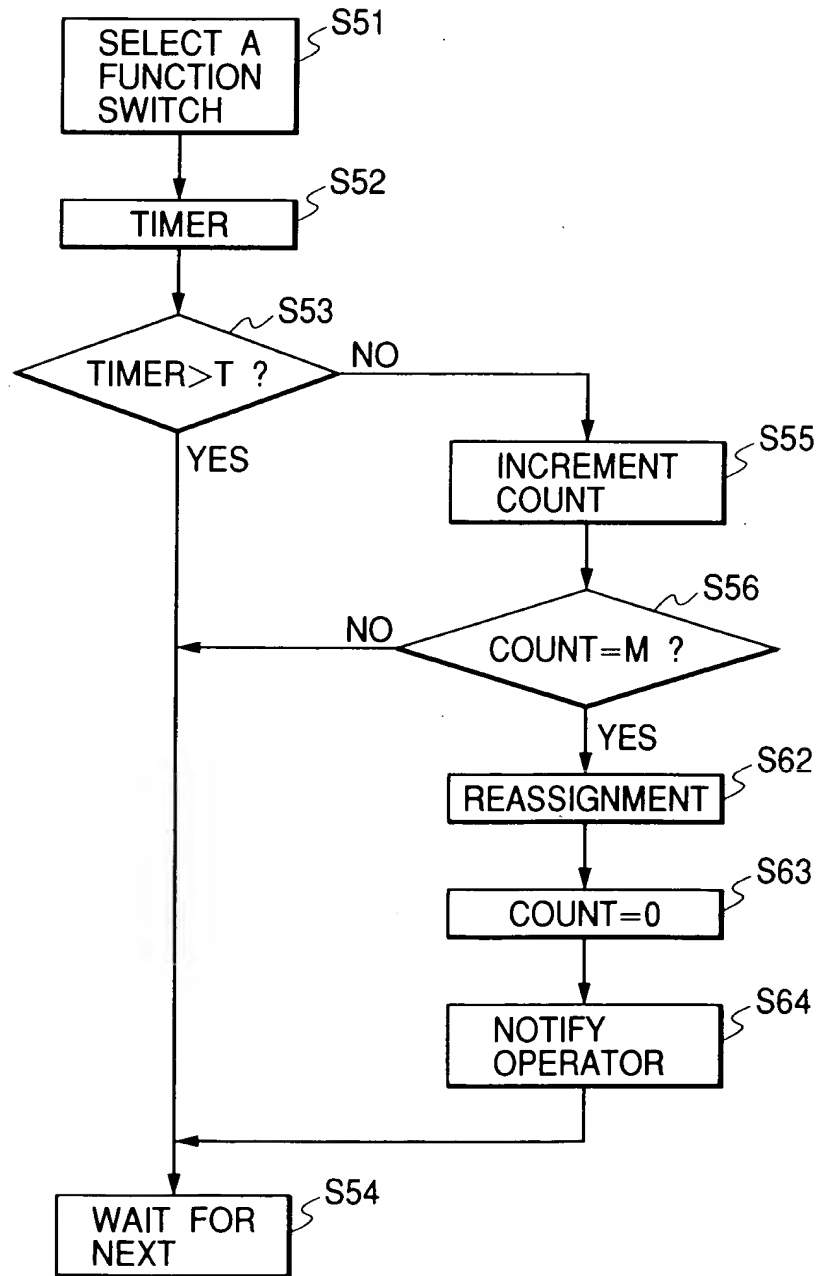 S51
SELECT A
FUNCTION
SWITCH
S52
TIMER
S53
TIMER>T ?
NO
YES
S55
INCREMENT
COUNT
S56
NO
COUNT=M ?
YES
S62
REASSIGNMENT
S63
COUNT=0
S64
NOTIFY
OPERATOR
S54
WAIT FOR
NEXT